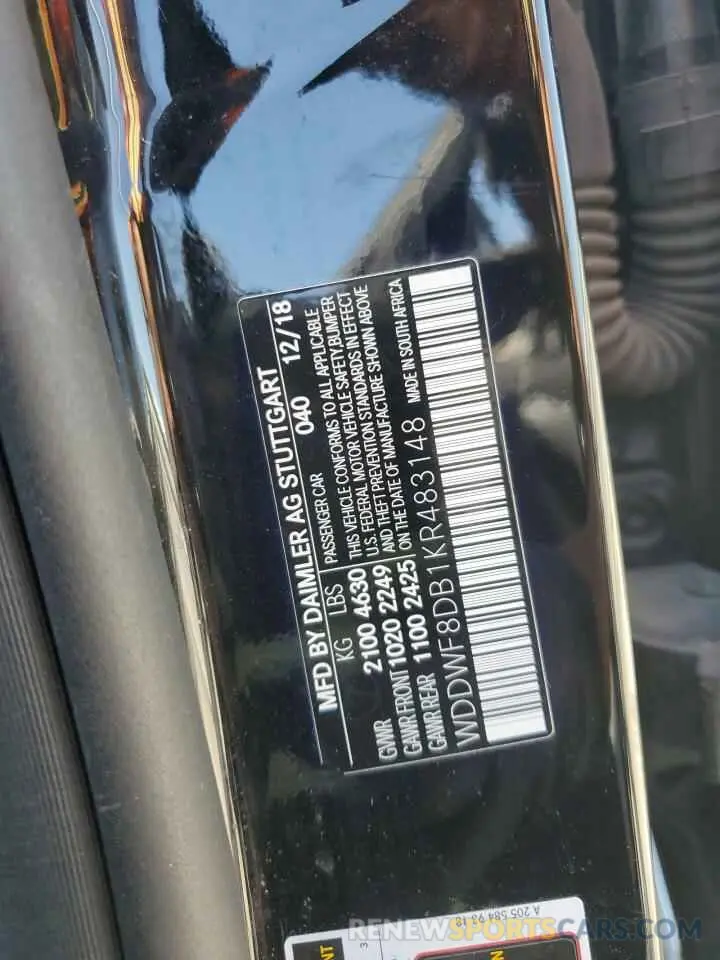 MFD BY DAIMLER AG STUTTGART
040 12/18
KG LBS PASSENGER CAR
GVWR 2100 4630
GAWR FRONT 1020 2249
GAWR REAR 1100 2425
THIS VEHICLE CONFORMS TO ALL APPLICABLE
U.S. FEDERAL MOTOR VEHICLE SAFETY,BUMPER
AND THEFT PREVENTION STANDARDS IN EFFECT
ON THE DATE OF MANUFACTURE SHOWN ABOVE
WDDWF8DB1KR483148 MADE IN SOUTH AFRICA
A 205 584 93 18
RENEWSPORTSCAR.COM